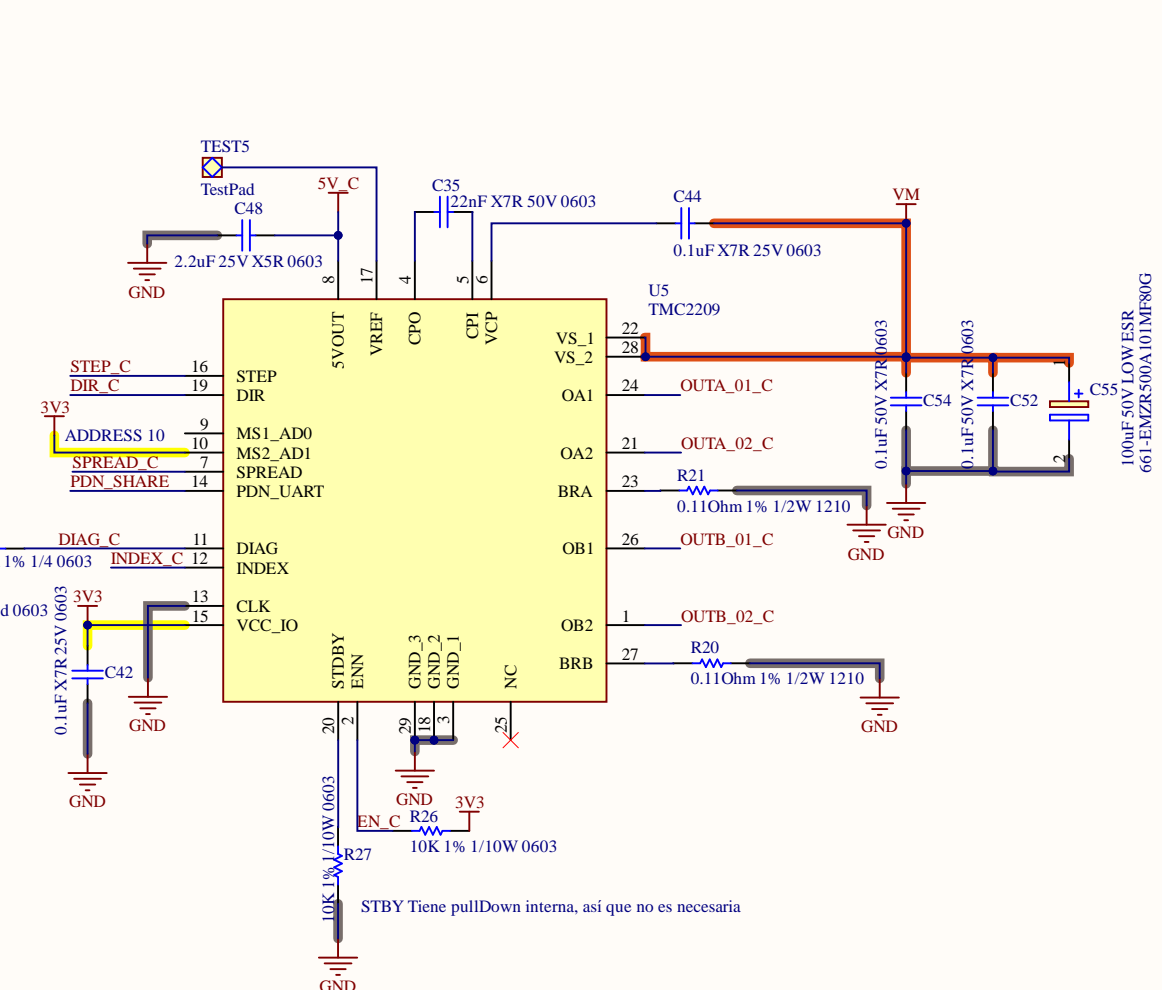 TEST5
TestPad
5V_C
C48
2.2uF 25V X5R 0603
GND
C35
22nF X7R 50V 0603
C44
0.1uF X7R 25V 0603
VM
8
17
4
5
6
5VOUT
VREF
CPO
CPI
VCP
U5
TMC2209
VS_1
22
VS_2
28
OA1
24
OUTA_01_C
OA2
21
OUTA_02_C
BRA
23
R21
0.11Ohm 1% 1/2W 1210
GND
OB1
26
OUTB_01_C
OB2
1
OUTB_02_C
BRB
27
R20
0.11Ohm 1% 1/2W 1210
GND
0.1uF 50V X7R 0603
C54
0.1uF 50V X7R 0603
C52
1
+
C55
2
100uF 50V LOW ESR
661-EMZR500A101MF80G
GND
STEP_C
16
STEP
DIR_C
19
DIR
3V3
ADDRESS 10
9
MS1_AD0
10
MS2_AD1
SPREAD_C
7
SPREAD
PDN_SHARE
14
PDN_UART
DIAG_C
11
DIAG
1% 1/4 0603
INDEX_C
12
INDEX
d 0603
3V3
13
CLK
15
VCC_IO
0.1uF X7R 25V 0603
C42
GND
GND
STDBY
ENN
GND_3
GND_2
GND_1
NC
20
2
29
18
3
25
GND
EN_C
R26
3V3
10K 1% 1/10W 0603
10K 1% 1/10W 0603
R27
STBY Tiene pullDown interna, así que no es necesaria
GND